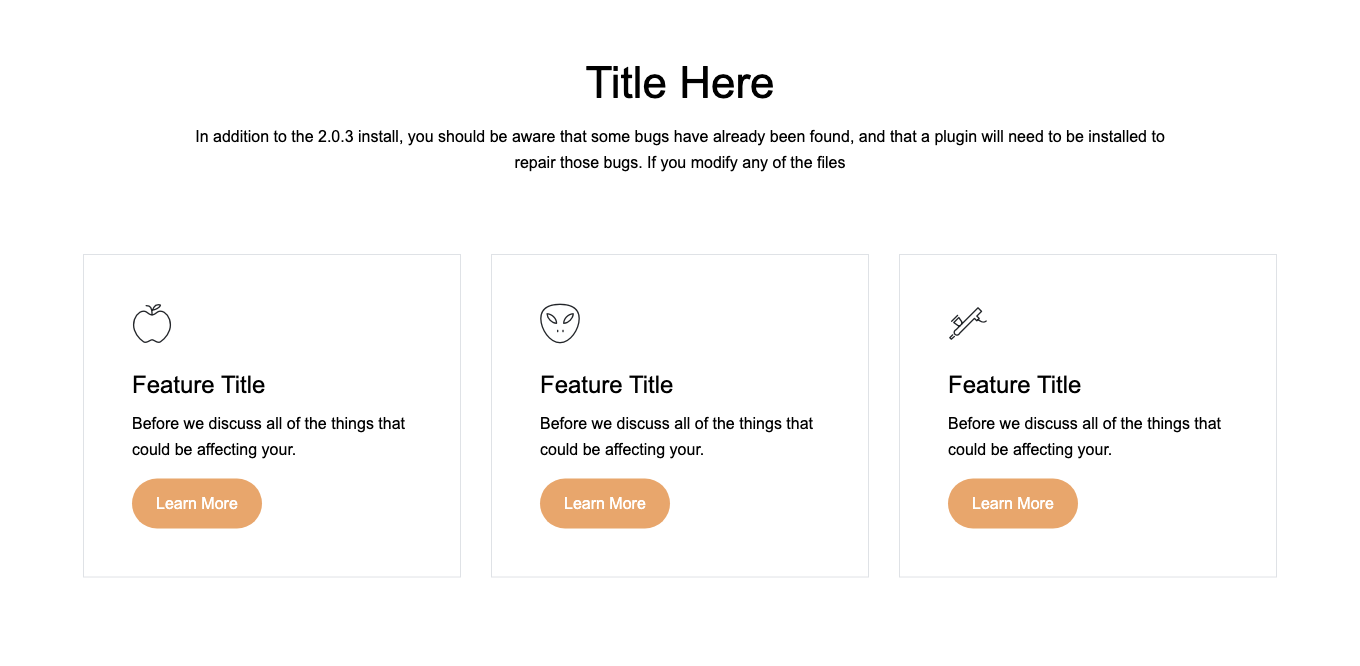 Title Here
In addition to the 2.0.3 install, you should be aware that some bugs have already been found, and that a plugin will need to be installed to
repair those bugs. If you modify any of the files
Feature Title
Before we discuss all of the things that
could be affecting your.
Learn More
Feature Title
Before we discuss all of the things that
could be affecting your.
Learn More
Feature Title
Before we discuss all of the things that
could be affecting your.
Learn More